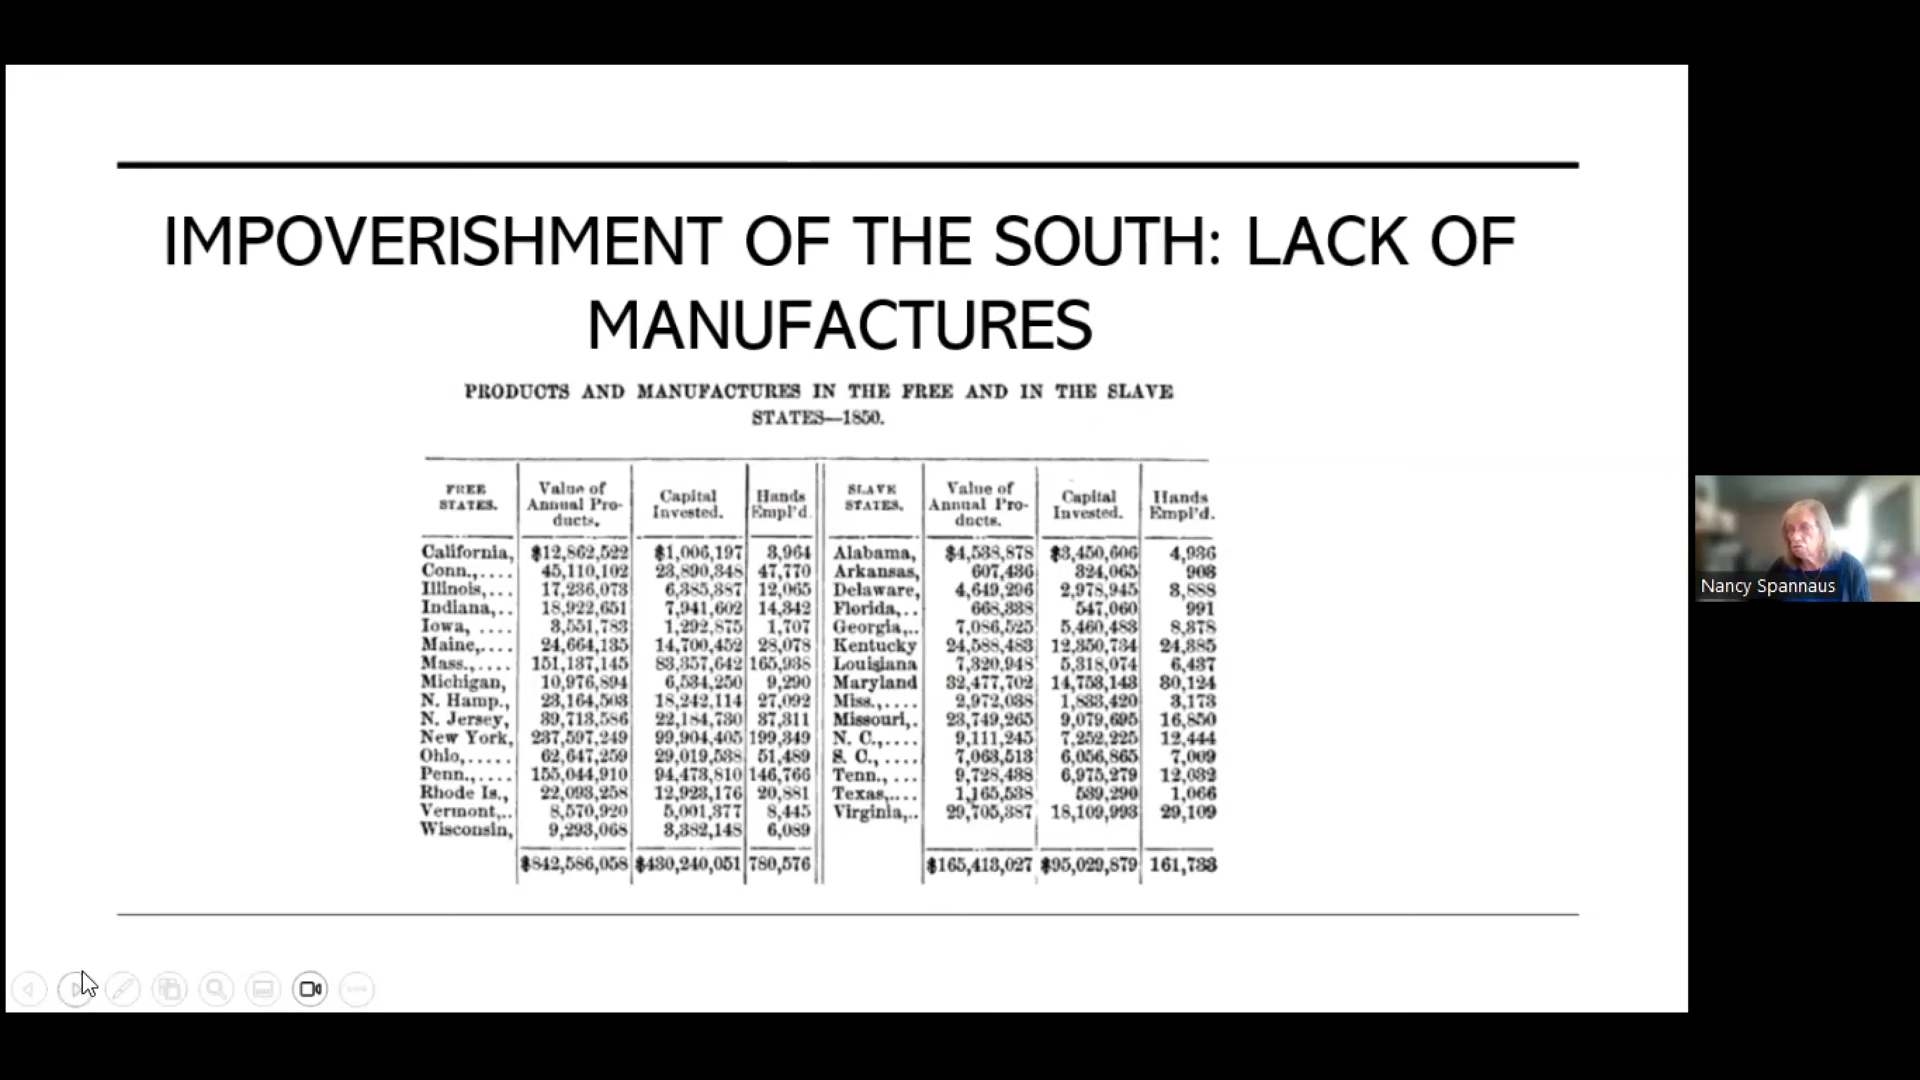 IMPOVERISHMENT OF THE SOUTH: LACK OF
MANUFACTURES
PRODUCTS AND MANUFACTURES IN THE FREE AND IN THE SLAVE
STATES—1850.
FREE STATES. Value of Annual Products. Capital Invested. Hands Empl'd. SLAVE STATES. Value of Annual Pro-ducts. Capital Invested. Hands Empl'd.
California, $12,862,522 $1,006,197 3,964 Alabama, $4,538,878 $3,450,606 4,936
Conn.,.... 45,110,102 23,890,348 47,770 Arkansas, 607,436 324,065 903
Illinois,... 17,236,073 6,385,387 12,065 Delaware, 4,649,296 2,978,945 3,888
Indiana,.. 18,922,651 7,941,602 14,342 Florida,.. 668,338 547,060 991
Iowa, .... 3,551,783 1,292,875 1,707 Georgia,.. 7,086,525 5,460,483 8,378
Maine,.... 24,664,135 14,700,452 28,078 Kentucky 24,588,483 12,350,734 24,385
Mass.,.... 151,137,145 83,357,642 165,938 Louisiana 7,320,948 5,318,074 6,437
Michigan, 10,976,894 6,534,250 9,290 Maryland 32,477,702 14,753,143 30,124
N. Hamp., 23,164,503 18,242,114 27,092 Miss.,.... 2,972,038 1,833,420 3,173
N. Jersey, 39,713,586 22,184,730 37,311 Missouri,. 23,749,265 9,079,695 16,850
New York, 237,597,249 99,904,405 199,349 N. C.,.... 9,111,245 7,252,225 12,444
Ohio,..... 62,647,259 29,019,538 51,489 S. C., .... 7,063,513 6,056,865 7,009
Penn.,.... 155,044,910 94,473,810 146,766 Tenn., ... 9,728,438 6,975,279 12,032
Rhode Is., 22,093,258 12,923,176 20,881 Texas,.... 1,165,538 539,290 1,066
Vermont,.. 8,570,920 5,001,377 8,445 Virginia,.. 29,705,387 18,109,993 29,109
Wisconsin, 9,293,068 3,382,148 6,089
$842,586,058 $430,240,051 780,576 $165,413,027 $95,029,879 161,733
Nancy Spannaus